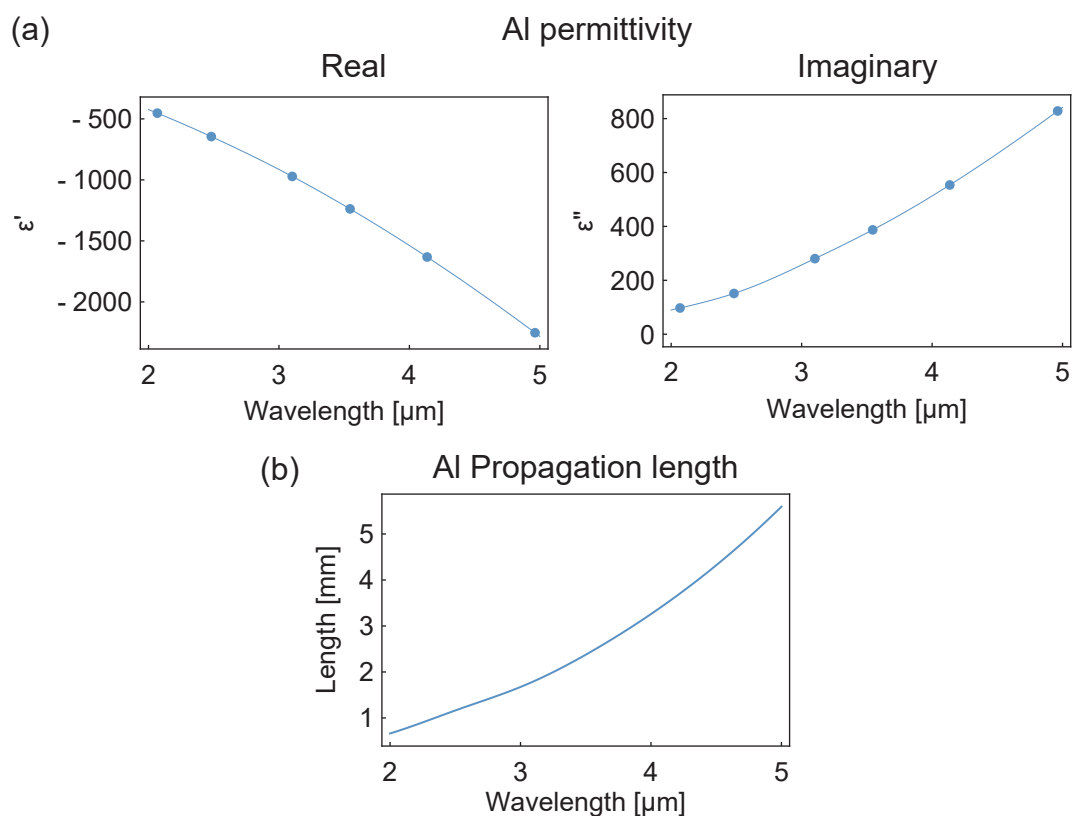 (a)
Al permittivity
Real
- 500
- 1000
- 1500
- 2000
ε'
2 3 4 5
Wavelength [µm]
Imaginary
800
600
400
200
0
ε"
2 3 4 5
Wavelength [µm]
(b)
Al Propagation length
5
4
3
2
1
Length [mm]
2 3 4 5
Wavelength [µm]